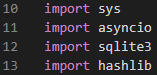 10 import sys
11 import asyncio
12 import sqlite3
13 import hashlib